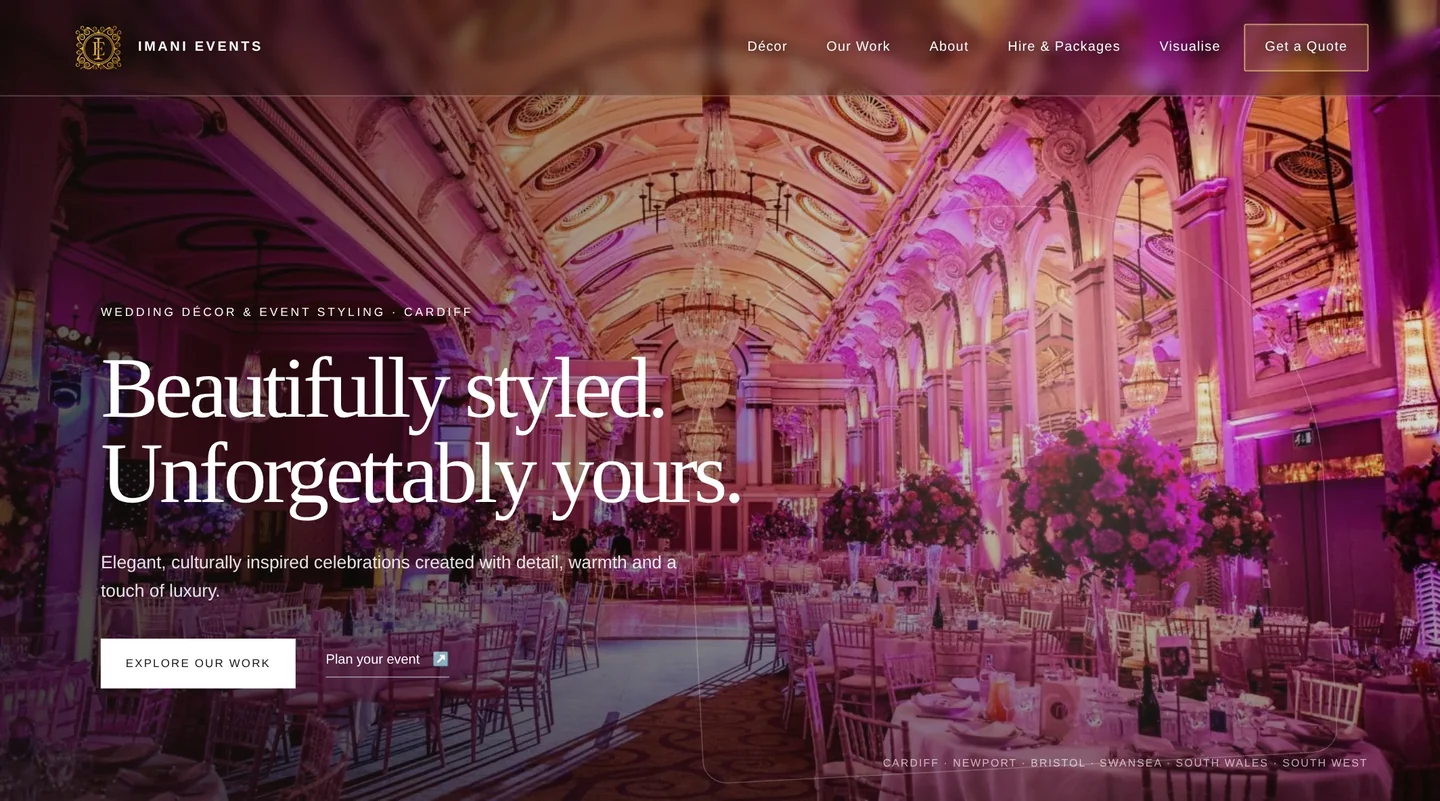 IMANI EVENTS
Décor Our Work About Hire & Packages Visualise Get a Quote
WEDDING DÉCOR & EVENT STYLING · CARDIFF
Beautifully styled.
Unforgettably yours.
Elegant, culturally inspired celebrations created with detail, warmth and a
touch of luxury.
EXPLORE OUR WORK
Plan your event ↗
CARDIFF · NEWPORT · BRISTOL · SWANSEA · SOUTH WALES · SOUTH WEST